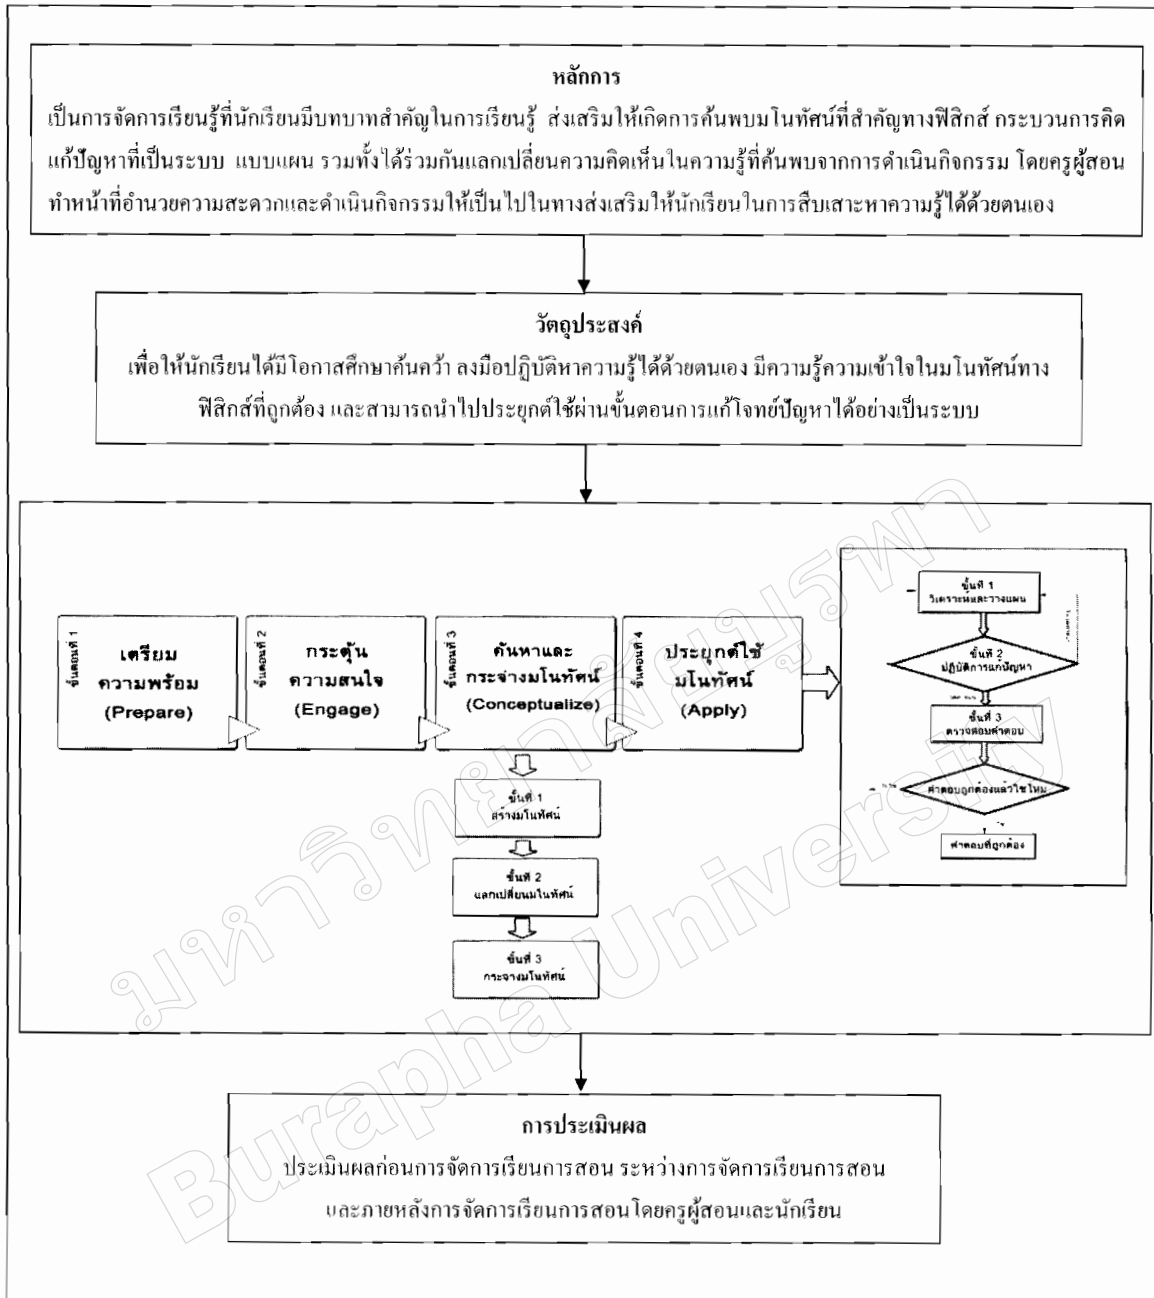 หลักการ
เป็นการจัดการเรียนรู้ที่นักเรียนมีบทบาทสำคัญในการเรียนรู้ ส่งเสริมให้เกิดการค้นพบมโนทัศน์ที่สำคัญทางฟิสิกส์ กระบวนการคิด
แก้ปัญหาที่เป็นระบบ แบบแผน รวมทั้งได้ร่วมกันแลกเปลี่ยนความคิดเห็นในความรู้ที่ค้นพบจากการดำเนินกิจกรรม โดยครูผู้สอน
ทำหน้าที่อำนวยความสะดวกและดำเนินกิจกรรมให้เป็นไปในทางส่งเสริมให้นักเรียนในการสืบเสาะหาความรู้ได้ด้วยตนเอง
วัตถุประสงค์
เพื่อให้นักเรียนได้มีโอกาสศึกษาค้นคว้า ลงมือปฏิบัติหาความรู้ได้ด้วยตนเอง มีความรู้ความเข้าใจในมโนทัศน์ทาง
ฟิสิกส์ที่ถูกต้อง และสามารถนำไปประยุกต์ใช้ผ่านขั้นตอนการแก้โจทย์ปัญหาได้อย่างเป็นระบบ
ขั้นตอนที่ 1
เตรียม
ความพร้อม
(Prepare)
ขั้นตอนที่ 2
กระตุ้น
ความสนใจ
(Engage)
ขั้นตอนที่ 3
ค้นหาและ
กระจ่างมโนทัศน์
(Conceptualize)
ขั้นตอนที่ 4
ประยุกต์ใช้
มโนทัศน์
(Apply)
ขั้นที่ 1
สร้างมโนทัศน์
ขั้นที่ 2
แลกเปลี่ยนมโนทัศน์
ขั้นที่ 3
กระจ่างมโนทัศน์
ขั้นที่ 1
วิเคราะห์และวางแผน
ขั้นที่ 2
ปฏิบัติการแก้ปัญหา
ขั้นที่ 3
ตรวจสอบคำตอบ
คำตอบถูกต้องแล้วใช่ไหม
คำตอบที่ถูกต้อง
การประเมินผล
ประเมินผลก่อนการจัดการเรียนการสอน ระหว่างการจัดการเรียนการสอน
และภายหลังการจัดการเรียนการสอนโดยครูผู้สอนและนักเรียน
มหาวิทยาลัยบูรพา
Burapha University